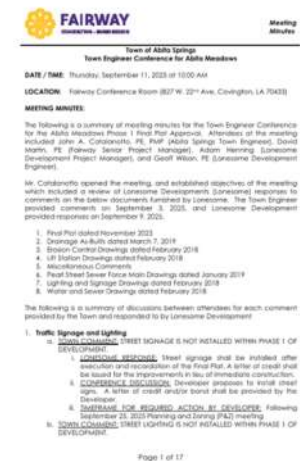 FAIRWAY
CONSULTING + ENGINEERING
Meeting
Minutes
Town of Abita Springs
Town Engineer Conference for Abita Meadows
DATE / TIME: Thursday, September 11, 2025 at 10:00 AM
LOCATION: Fairway Conference Room (827 W. 22nd Ave, Covington, LA 70433)
MEETING MINUTES:
The following is a summary of meeting minutes for the Town Engineer Conference
for the Abita Meadows Phase 1 Final Plat Approval. Attendees of the meeting
included John A. Catalanotto, PE, PMP (Abita Springs Town Engineer), David
Martin, PE (Fairway Senior Project Manager), Adam Henning (Lonesome
Development Project Manager), and Geoff Wilson, PE (Lonesome Development
Engineer).
Mr. Catalanotto opened the meeting, and established objectives of the meeting
which included a review of Lonesome Developments (Lonesome) responses to
comments on the below documents furnished by Lonesome. The Town Engineer
provided comments on September 3, 2025, and Lonesome Development
provided responses on September 9, 2025.
1. Final Plat dated November 2023
2. Drainage As-Builts dated March 7, 2019
3. Erosion Control Drawings dated February 2018
4. Lift Station Drawings dated February 2018
5. Miscellaneous Comments
6. Pearl Street Sewer Force Main Drawings dated January 2019
7. Lighting and Signage Drawings dated February 2018
8. Water and Sewer Drawings dated February 2018
The following is a summary of discussions between attendees for each comment
provided by the Town and responded to by Lonesome Development
1. Traffic Signage and Lighting
a. TOWN COMMENT: STREET SIGNAGE IS NOT INSTALLED WITHIN PHASE 1 OF
DEVELOPMENT.
i. LONESOME RESPONSE: Street signage shall be installed after
execution and recordation of the Final Plat. A letter of credit shall
be issued for the improvements in lieu of immediate construction.
ii. CONFERENCE DISCUSSION: Developer proposes to install street
signs. A letter of credit and/or bond shall be provided by the
Developer.
iii. TIMEFRAME FOR REQUIRED ACTION BY DEVELOPER: Following
September 25, 2025 Planning and Zoning (P&Z) meeting
b. TOWN COMMENT: STREET LIGHTING IS NOT INSTALLED WITHIN PHASE 1 OF
DEVELOPMENT.
Page 1 of 17